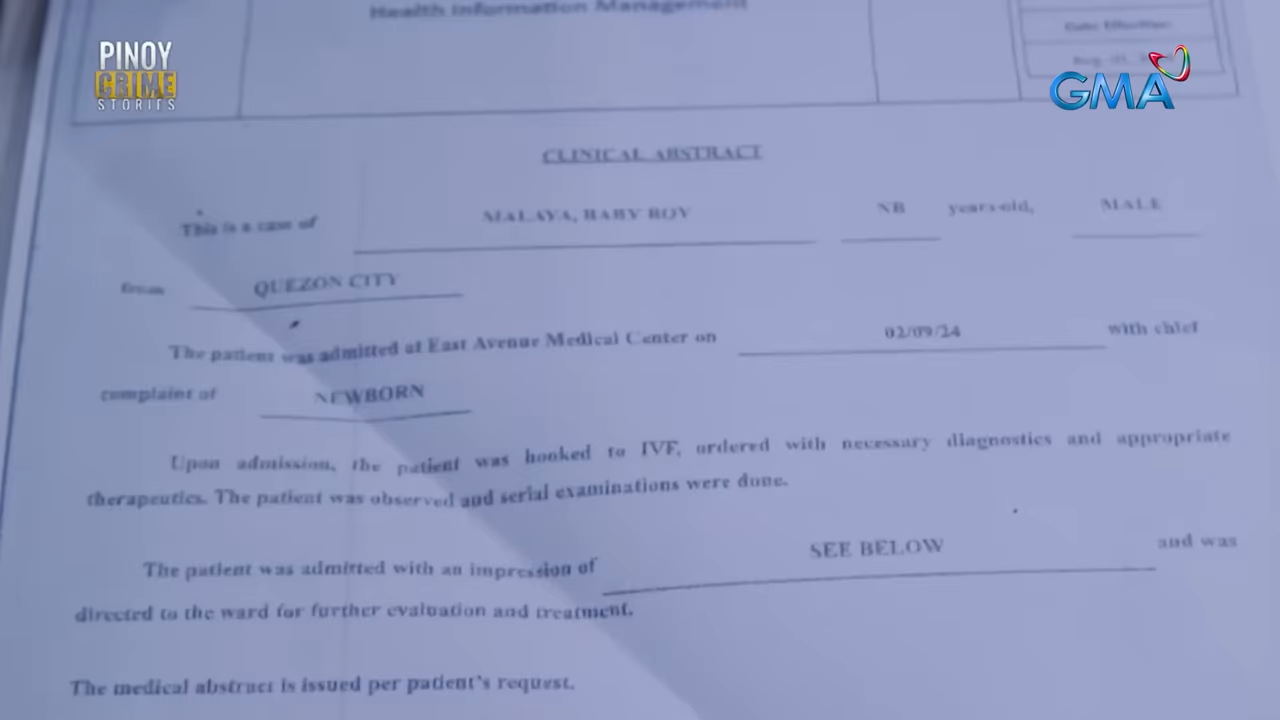 Health Information Management
Date Effective:
PINOY
CRIME
STORIES
GMA
CLINICAL ABSTRACT
This is a case of MALAYA, BABY BOY NB years-old, MALE
from QUEZON CITY
The patient was admitted at East Avenue Medical Center on 02/09/24 with chief
complaint of NEWBORN
Upon admission, the patient was hooked to IVF, ordered with necessary diagnostics and appropriate
therapeutics. The patient was observed and serial examinations were done.
The patient was admitted with an impression of SEE BELOW and was
directed to the ward for further evaluation and treatment.
The medical abstract is issued per patient's request.